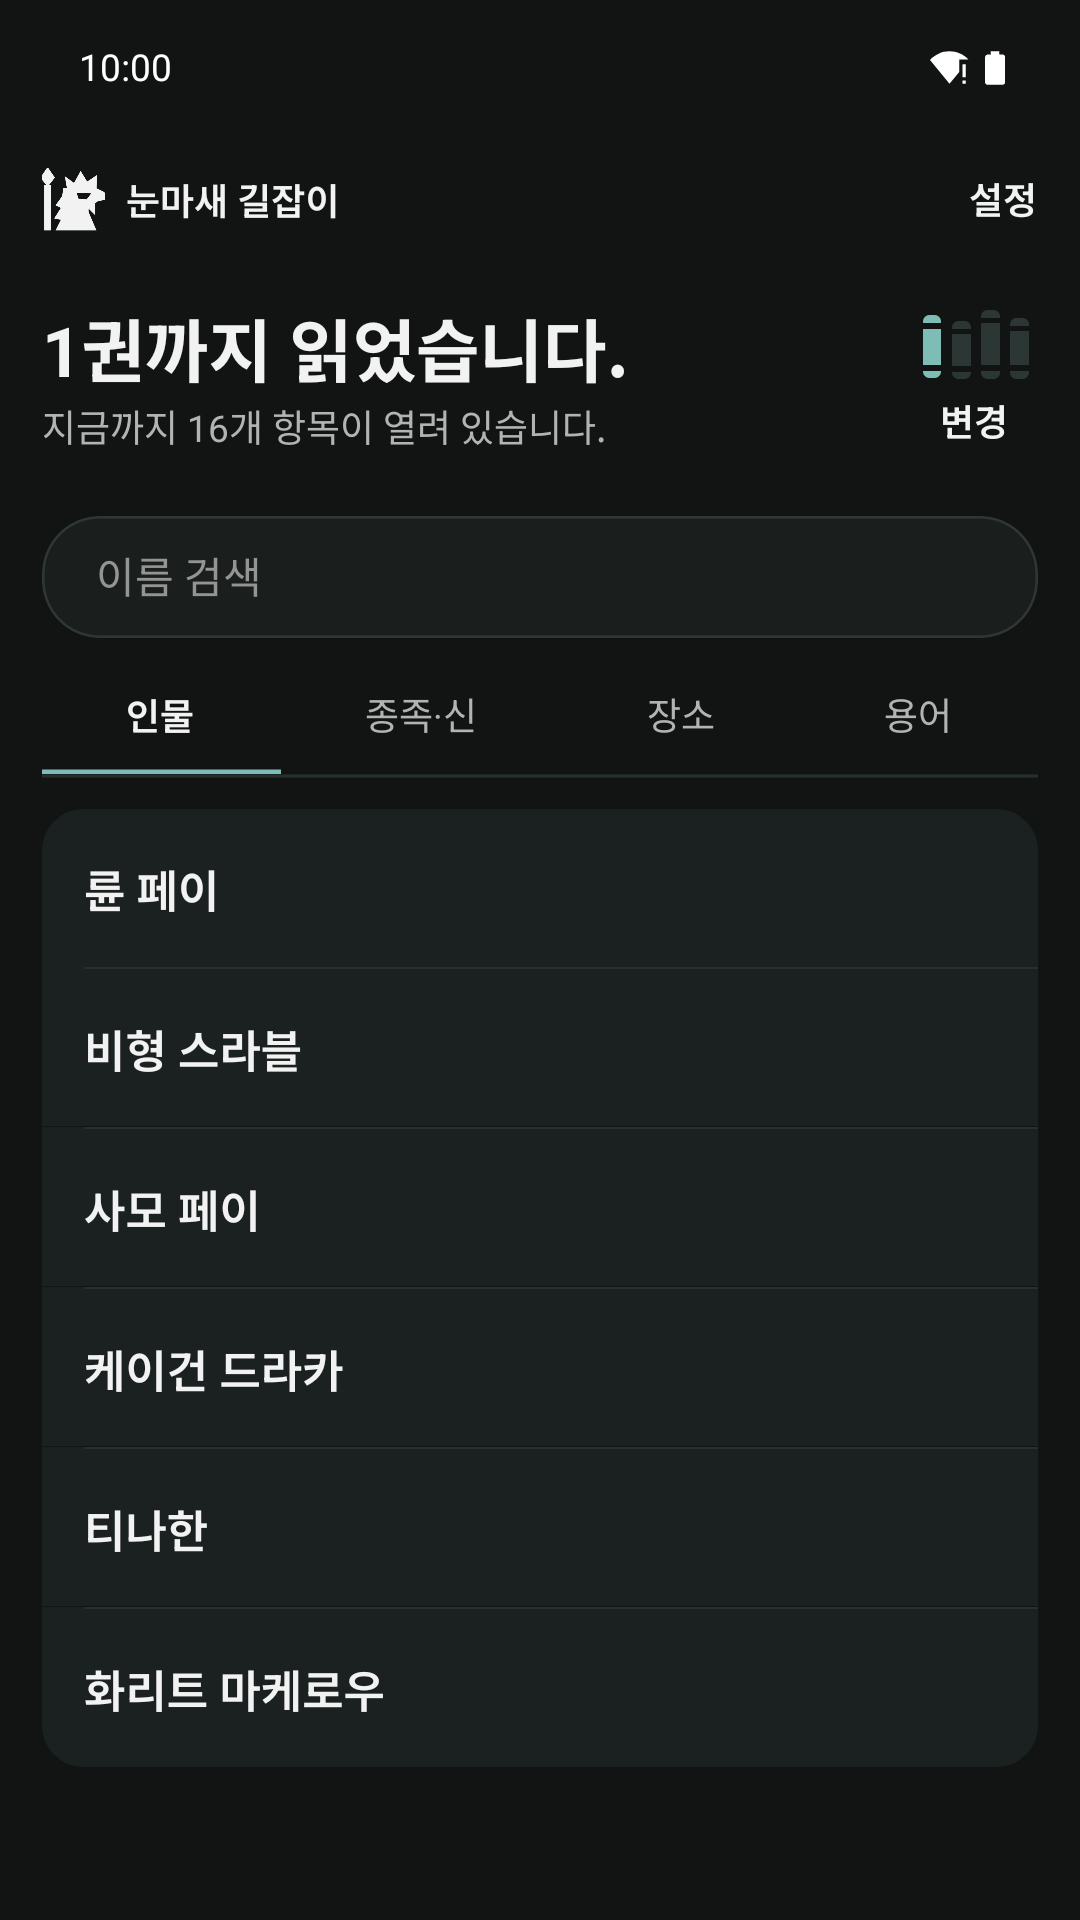 10:00
눈마새 길잡이
설정
1권까지 읽었습니다.
지금까지 16개 항목이 열려 있습니다.
변경
이름 검색
인물
종족·신
장소
용어
륜 페이
비형 스라블
사모 페이
케이건 드라카
티나한
화리트 마케로우